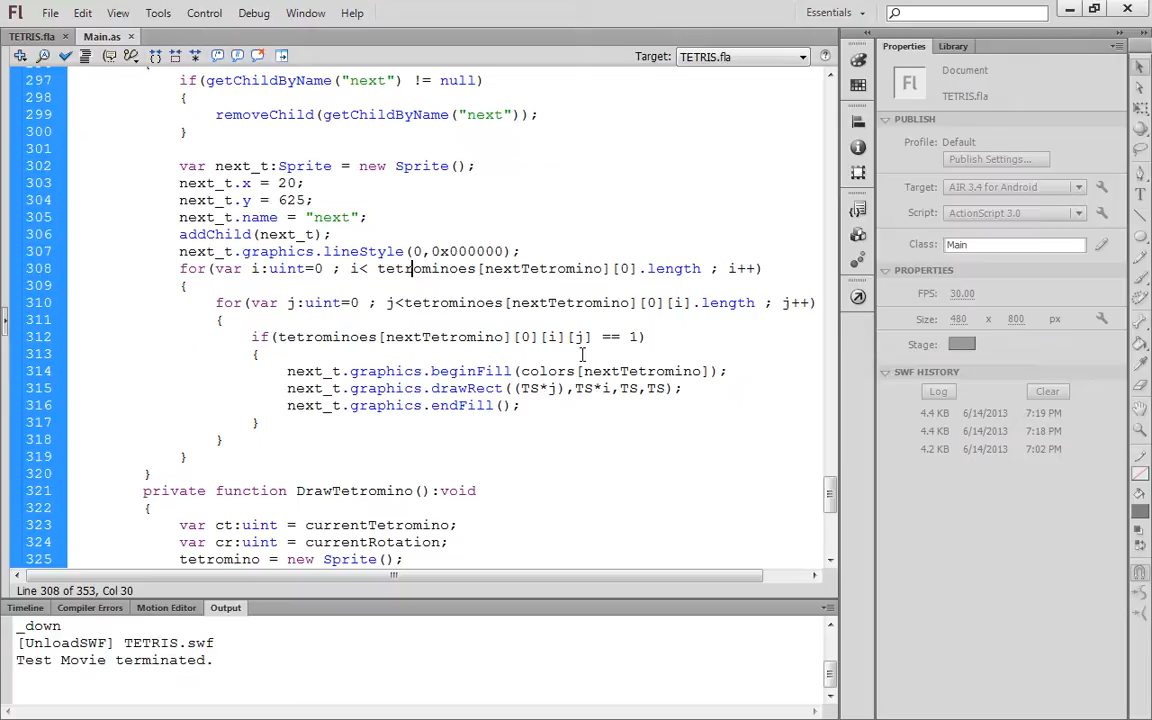 File Edit View Tools Control Debug Window Help Essentials
TETRIS.fla × Main.as ×
Target: TETRIS.fla
297 if(getChildByName("next") != null)
298 {
299 removeChild(getChildByName("next"));
300 }
301
302 var next_t:Sprite = new Sprite();
303 next_t.x = 20;
304 next_t.y = 625;
305 next_t.name = "next";
306 addChild(next_t);
307 next_t.graphics.lineStyle(0,0x000000);
308 for(var i:uint=0 ; i< tetrominoes[nextTetromino][0].length ; i++)
309 {
310 for(var j:uint=0 ; j<tetrominoes[nextTetromino][0][i].length ; j++)
311 {
312 if(tetrominoes[nextTetromino][0][i][j] == 1)
313 {
314 next_t.graphics.beginFill(colors[nextTetromino]);
315 next_t.graphics.drawRect((TS*j),TS*i,TS,TS);
316 next_t.graphics.endFill();
317 }
318 }
319 }
320 }
321 private function DrawTetromino():void
322 {
323 var ct:uint = currentTetromino;
324 var cr:uint = currentRotation;
325 tetromino = new Sprite();
Line 308 of 353, Col 30
Timeline Compiler Errors Motion Editor Output
_down
[UnloadSWF] TETRIS.swf
Test Movie terminated.
Properties Library
Fl Document
TETRIS.fla
PUBLISH
Profile: Default
Publish Settings...
Target: AIR 3.4 for Android
Script: ActionScript 3.0
Class: Main
PROPERTIES
FPS: 30.00
Size: 480 x 800 px
Stage:
SWF HISTORY
Log Clear
4.4 KB 6/14/2013 7:19 PM
4.4 KB 6/14/2013 7:18 PM
4.2 KB 6/14/2013 7:02 PM